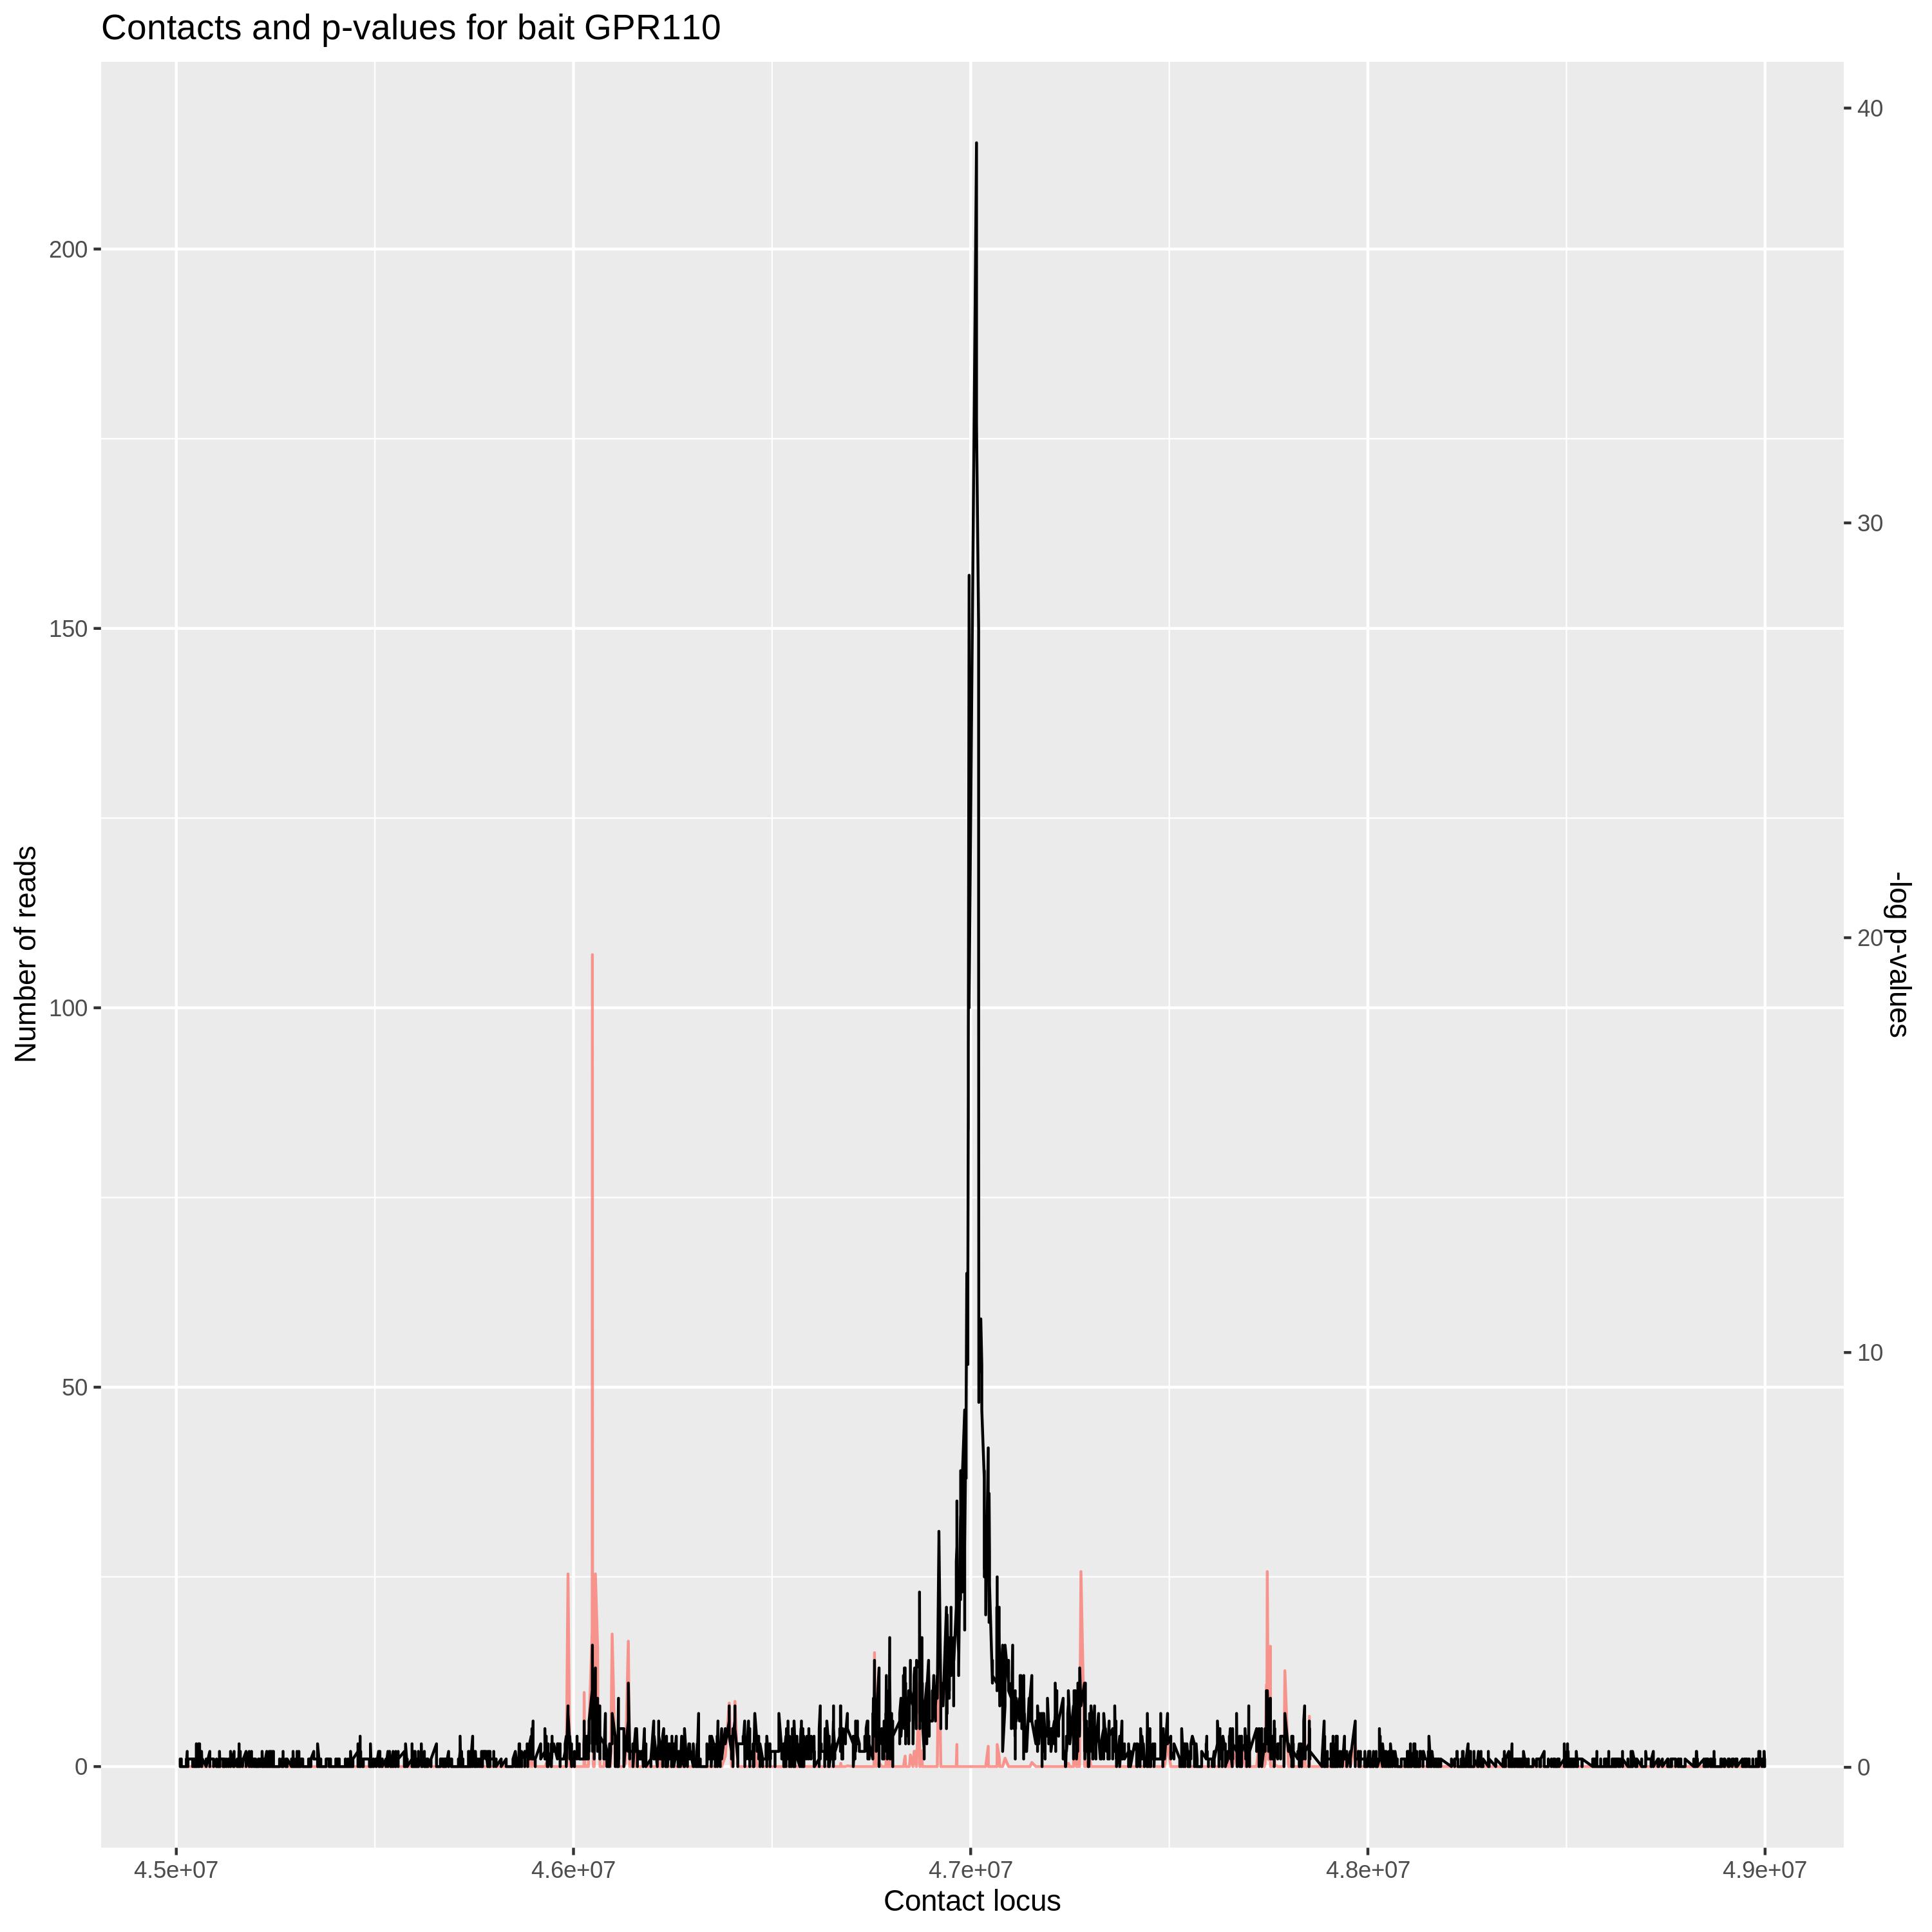 Contacts and p-values for bait GPR110
200
150
100
50
0
Number of reads
40
30
20
10
0
-log p-values
4.5e+07
4.6e+07
4.7e+07
4.8e+07
4.9e+07
Contact locus